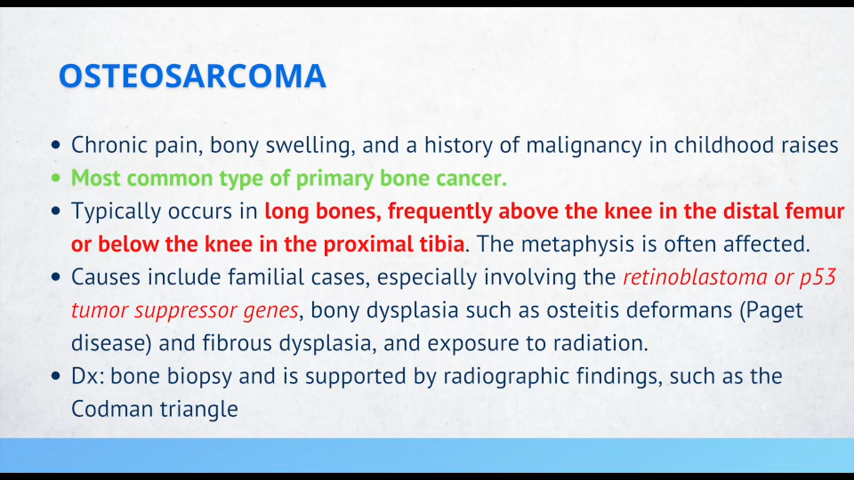 OSTEOSARCOMA
• Chronic pain, bony swelling, and a history of malignancy in childhood raises
• Most common type of primary bone cancer.
• Typically occurs in long bones, frequently above the knee in the distal femur
or below the knee in the proximal tibia. The metaphysis is often affected.
• Causes include familial cases, especially involving the retinoblastoma or p53
tumor suppressor genes, bony dysplasia such as osteitis deformans (Paget
disease) and fibrous dysplasia, and exposure to radiation.
• Dx: bone biopsy and is supported by radiographic findings, such as the
Codman triangle